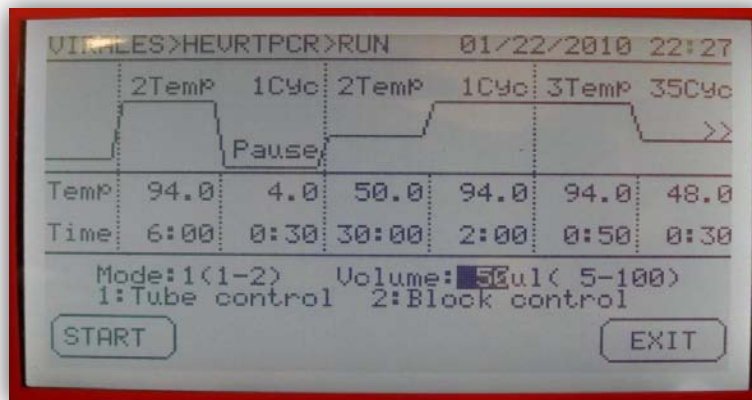 VIRALES>HEVRTPCR>RUN 01/22/2010 22:27
2Temp 1Cyc 2Temp 1Cyc 3Temp 35Cyc
Pause >>
Temp 94.0 4.0 50.0 94.0 94.0 48.0
Time 6:00 0:30 30:00 2:00 0:50 0:30
Mode:1(1-2) Volume: 50ul( 5-100)
1:Tube control 2:Block control
START EXIT